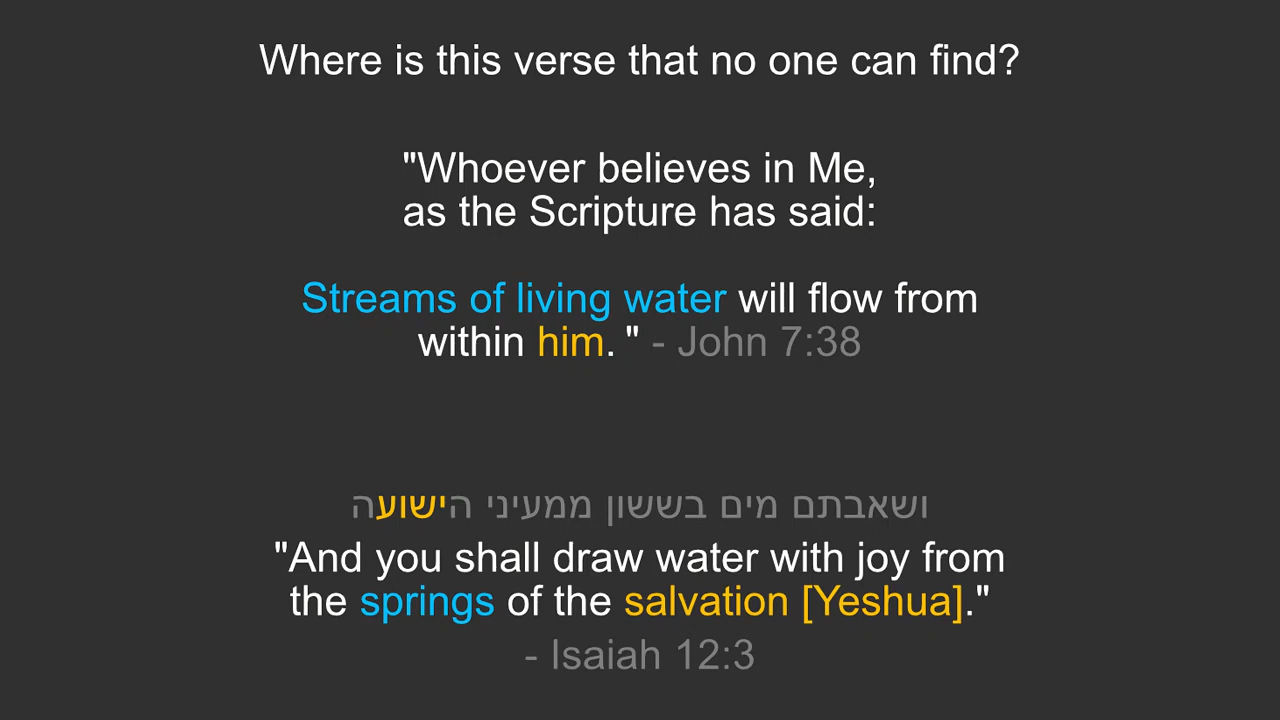 Where is this verse that no one can find?
"Whoever believes in Me,
as the Scripture has said:
Streams of living water will flow from
within him. " - John 7:38
ושאבתם מים בששון ממעיני הישועה
"And you shall draw water with joy from
the springs of the salvation [Yeshua]."
- Isaiah 12:3